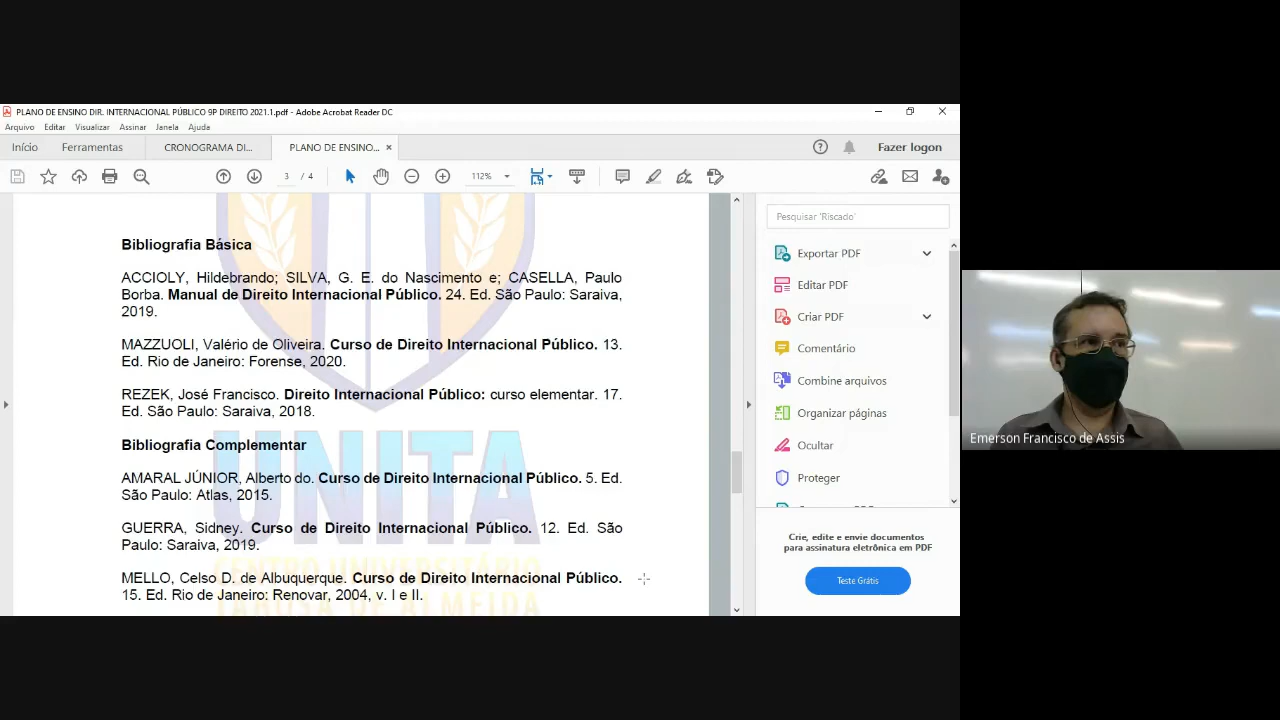 PLANO DE ENSINO DIR. INTERNACIONAL PÚBLICO 9P DIREITO 2021.1.pdf - Adobe Acrobat Reader DC
Arquivo Editar Visualizar Assinar Janela Ajuda
Início Ferramentas CRONOGRAMA DI... PLANO DE ENSINO... × Fazer logon
3 / 4 112%
Bibliografia Básica
ACCIOLY, Hildebrando; SILVA, G. E. do Nascimento e; CASELLA, Paulo
Borba. Manual de Direito Internacional Público. 24. Ed. São Paulo: Saraiva,
2019.
MAZZUOLI, Valério de Oliveira. Curso de Direito Internacional Público. 13.
Ed. Rio de Janeiro: Forense, 2020.
REZEK, José Francisco. Direito Internacional Público: curso elementar. 17.
Ed. São Paulo: Saraiva, 2018.
Bibliografia Complementar
AMARAL JÚNIOR, Alberto do. Curso de Direito Internacional Público. 5. Ed.
São Paulo: Atlas, 2015.
GUERRA, Sidney. Curso de Direito Internacional Público. 12. Ed. São
Paulo: Saraiva, 2019.
MELLO, Celso D. de Albuquerque. Curso de Direito Internacional Público.
15. Ed. Rio de Janeiro: Renovar, 2004, v. I e II.
UNITA
CENTRO UNIVERSITÁRIO
TABOSA DE ALMEIDA
Pesquisar 'Riscado'
Exportar PDF
Editar PDF
Criar PDF
Comentário
Combine arquivos
Organizar páginas
Ocultar
Proteger
Crie, edite e envie documentos
para assinatura eletrônica em PDF
Teste Grátis
Emerson Francisco de Assis